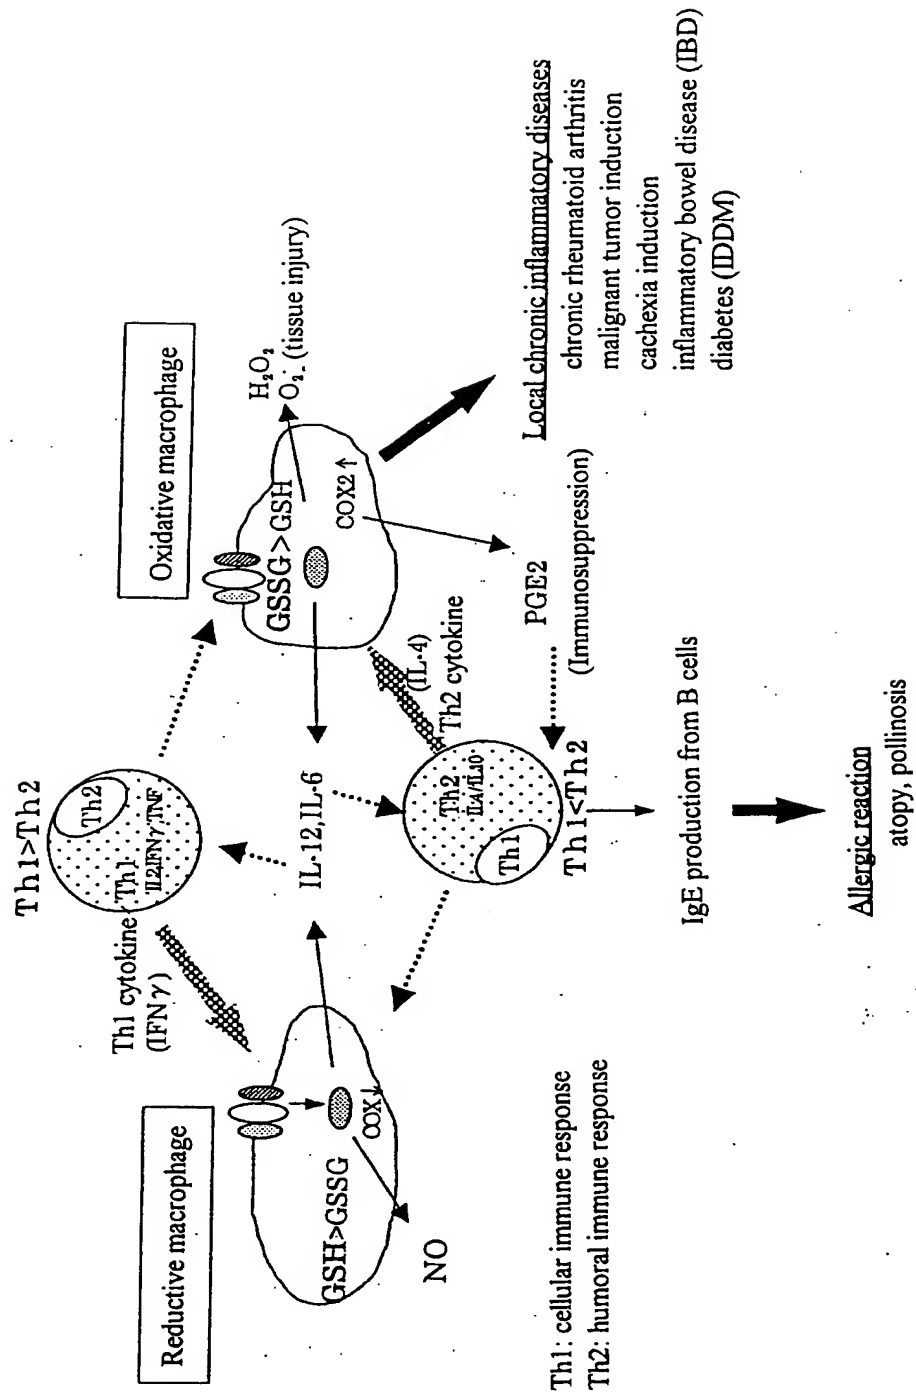 Th1>Th2
Reductive macrophage
Oxidative macrophage
Th1 cytokine
(IFNγ)
Th2
Th1
IL2,IFNγ,TNF
GSH>GSSG
COX↓
NO
IL-12,IL-6
GSSG>GSH
COX2↑
H₂O₂
O₂⁻ (tissue injury)
(IL-4)
Th2 cytokine
Th2
IL4/IL10
Th1
Th1<Th2
PGE2
(Immunosuppression)
Local chronic inflammatory diseases
chronic rheumatoid arthritis
malignant tumor induction
cachexia induction
inflammatory bowel disease (IBD)
diabetes (IDDM)
Th1: cellular immune response
Th2: humoral immune response
IgE production from B cells
Allergic reaction
atopy, pollinosis